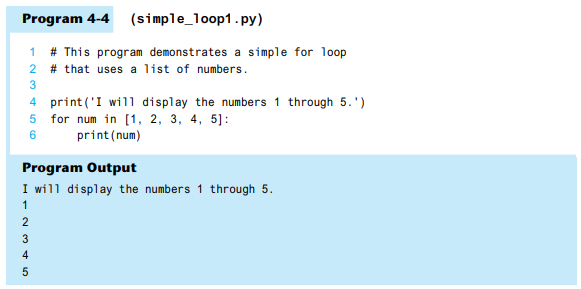 Program 4-4 (simple_loop1.py)
1 # This program demonstrates a simple for loop
2 # that uses a list of numbers.
3
4 print('I will display the numbers 1 through 5.')
5 for num in [1, 2, 3, 4, 5]:
6     print(num)
Program Output
I will display the numbers 1 through 5.
1
2
3
4
5